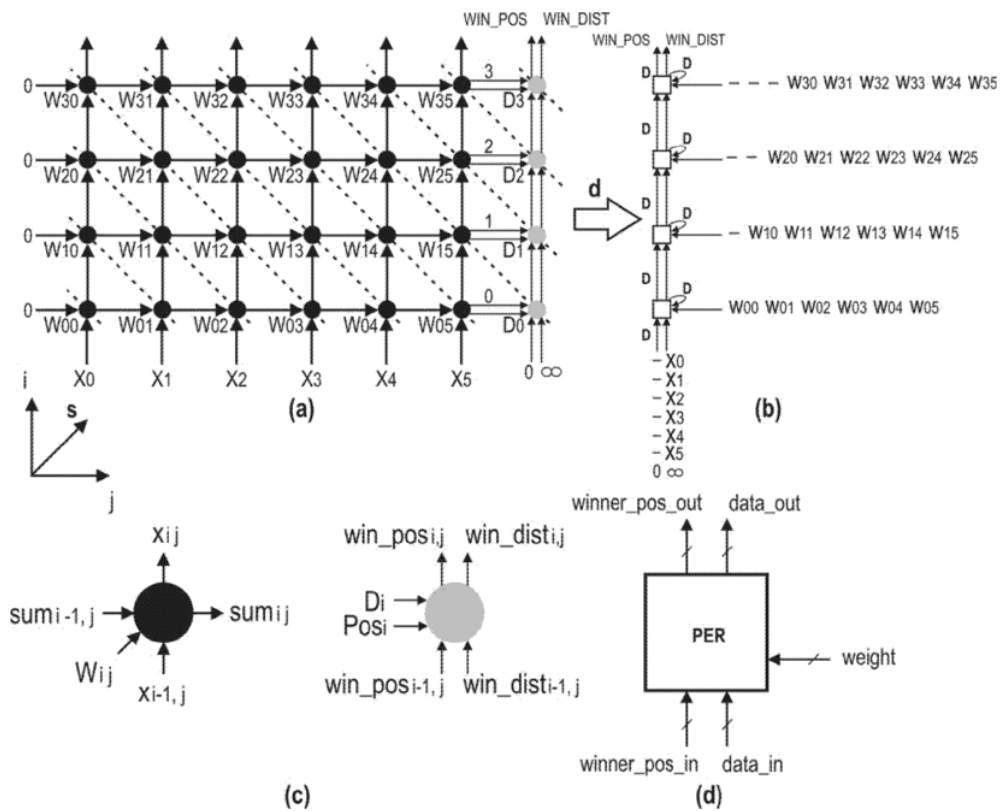 WIN_POS WIN_DIST
0 W30 W31 W32 W33 W34 W35 3 D3
0 W20 W21 W22 W23 W24 W25 2 D2
0 W10 W11 W12 W13 W14 W15 1 D1
0 W00 W01 W02 W03 W04 W05 0 D0
X0 X1 X2 X3 X4 X5 0 ∞
(a)
i
s
j
d
WIN_POS WIN_DIST
D D – – – W30 W31 W32 W33 W34 W35
D D – – W20 W21 W22 W23 W24 W25
D D – W10 W11 W12 W13 W14 W15
D D W00 W01 W02 W03 W04 W05
– X0
– X1
– X2
– X3
– X4
– X5
0 ∞
(b)
xi j
sumi-1, j
sumi j
Wi j
xi-1, j
win_posi,j win_disti,j
Di
Posi
win_posi-1, j win_disti-1, j
(c)
winner_pos_out data_out
PER
weight
winner_pos_in data_in
(d)